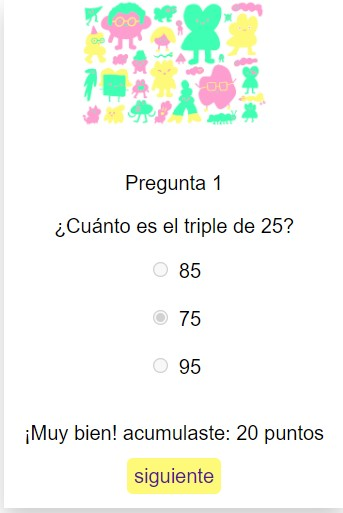 Pregunta 1
¿Cuánto es el triple de 25?
85
75
95
¡Muy bien! acumulaste: 20 puntos
siguiente